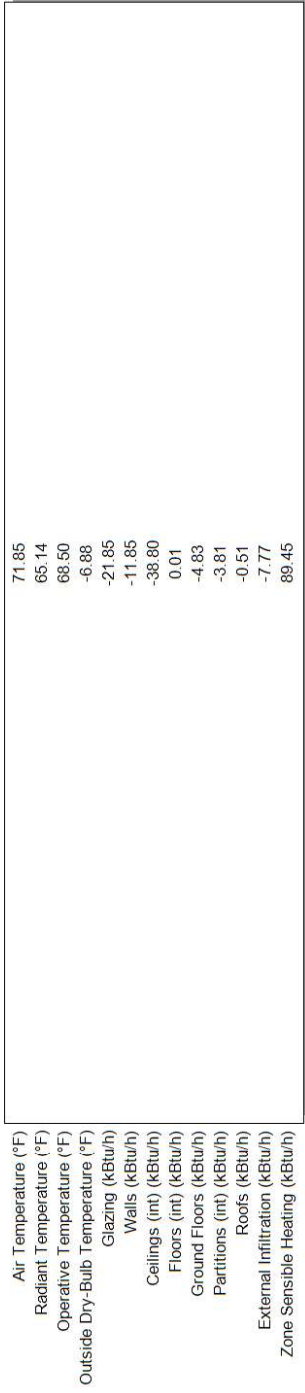 Air Temperature (°F) 71.85
Radiant Temperature (°F) 65.14
Operative Temperature (°F) 68.50
Outside Dry-Bulb Temperature (°F) -6.88
Glazing (kBtu/h) -21.85
Walls (kBtu/h) -11.85
Ceilings (int) (kBtu/h) -38.80
Floors (int) (kBtu/h) 0.01
Ground Floors (kBtu/h) -4.83
Partitions (int) (kBtu/h) -3.81
Roofs (kBtu/h) -0.51
External Infiltration (kBtu/h) -7.77
Zone Sensible Heating (kBtu/h) 89.45